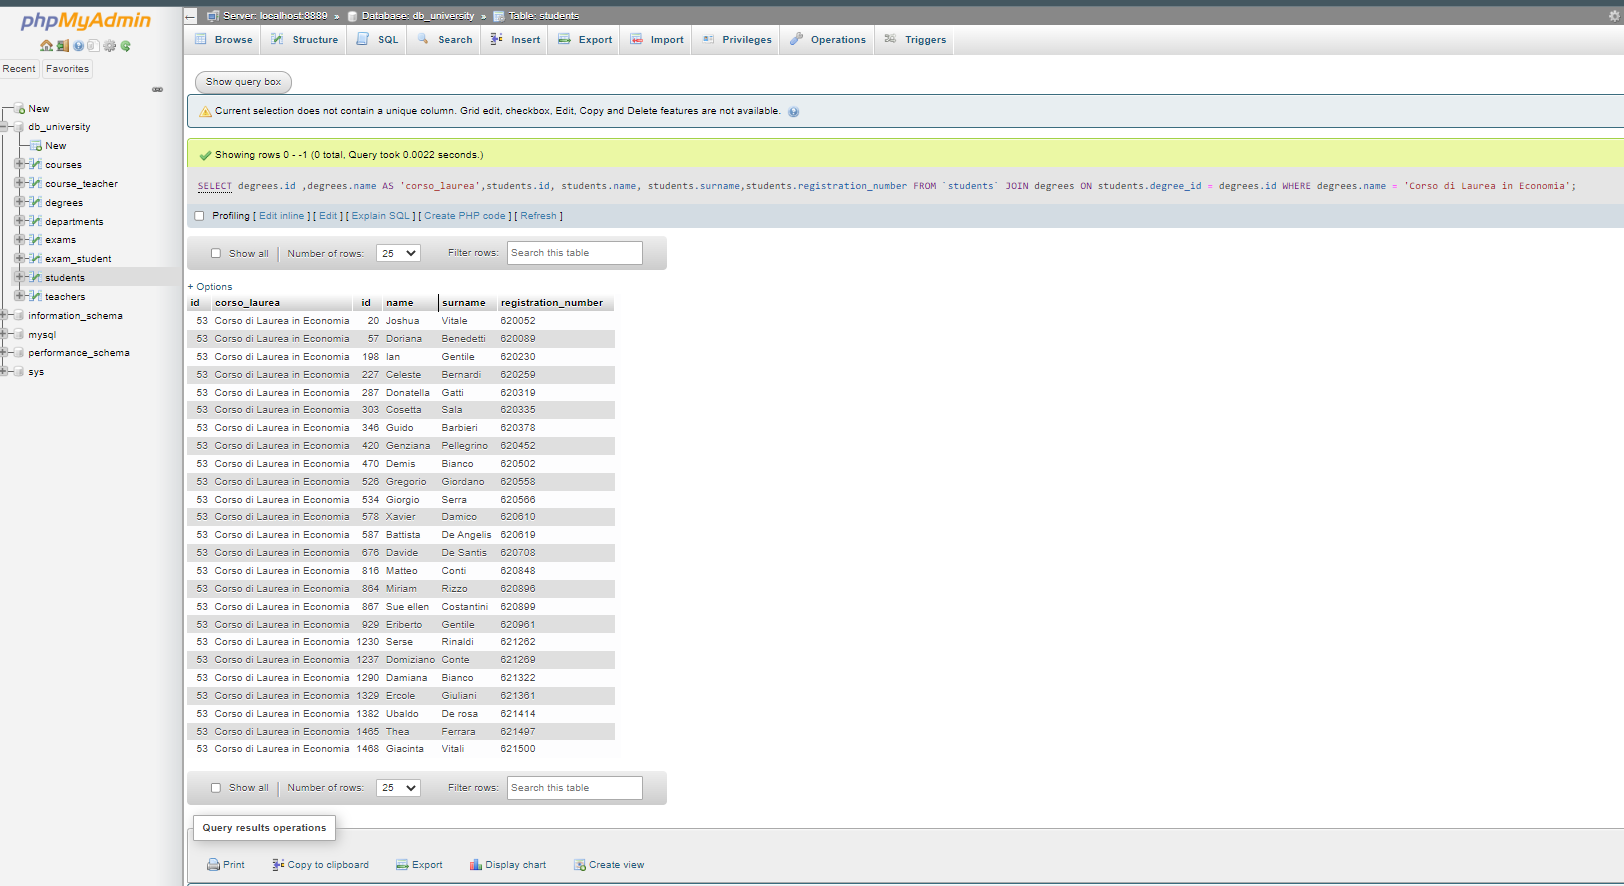 phpMyAdmin
Recent Favorites
New
db_university
New
courses
course_teacher
degrees
departments
exams
exam_student
students
teachers
information_schema
mysql
performance_schema
sys
Server: localhost:8889 » Database: db_university » Table: students
Browse Structure SQL Search Insert Export Import Privileges Operations Triggers
Show query box
Current selection does not contain a unique column. Grid edit, checkbox, Edit, Copy and Delete features are not available.
Showing rows 0 - -1 (0 total, Query took 0.0022 seconds.)
SELECT degrees.id ,degrees.name AS 'corso_laurea',students.id, students.name, students.surname,students.registration_number FROM `students` JOIN degrees ON students.degree_id = degrees.id WHERE degrees.name = 'Corso di Laurea in Economia';
Profiling [ Edit inline ] [ Edit ] [ Explain SQL ] [ Create PHP code ] [ Refresh ]
Show all | Number of rows: 25 Filter rows: Search this table
+ Options
id corso_laurea id name surname registration_number
53 Corso di Laurea in Economia 20 Joshua Vitale 620052
53 Corso di Laurea in Economia 57 Doriana Benedetti 620089
53 Corso di Laurea in Economia 198 Ian Gentile 620230
53 Corso di Laurea in Economia 227 Celeste Bernardi 620259
53 Corso di Laurea in Economia 287 Donatella Gatti 620319
53 Corso di Laurea in Economia 303 Cosetta Sala 620335
53 Corso di Laurea in Economia 346 Guido Barbieri 620378
53 Corso di Laurea in Economia 420 Genziana Pellegrino 620452
53 Corso di Laurea in Economia 470 Demis Bianco 620502
53 Corso di Laurea in Economia 526 Gregorio Giordano 620558
53 Corso di Laurea in Economia 534 Giorgio Serra 620566
53 Corso di Laurea in Economia 578 Xavier Damico 620610
53 Corso di Laurea in Economia 587 Battista De Angelis 620619
53 Corso di Laurea in Economia 676 Davide De Santis 620708
53 Corso di Laurea in Economia 816 Matteo Conti 620848
53 Corso di Laurea in Economia 864 Miriam Rizzo 620896
53 Corso di Laurea in Economia 867 Sue ellen Costantini 620899
53 Corso di Laurea in Economia 929 Eriberto Gentile 620961
53 Corso di Laurea in Economia 1230 Serse Rinaldi 621262
53 Corso di Laurea in Economia 1237 Domiziano Conte 621269
53 Corso di Laurea in Economia 1290 Damiana Bianco 621322
53 Corso di Laurea in Economia 1329 Ercole Giuliani 621361
53 Corso di Laurea in Economia 1382 Ubaldo De rosa 621414
53 Corso di Laurea in Economia 1465 Thea Ferrara 621497
53 Corso di Laurea in Economia 1468 Giacinta Vitali 621500
Show all | Number of rows: 25 Filter rows: Search this table
Query results operations
Print Copy to clipboard Export Display chart Create view